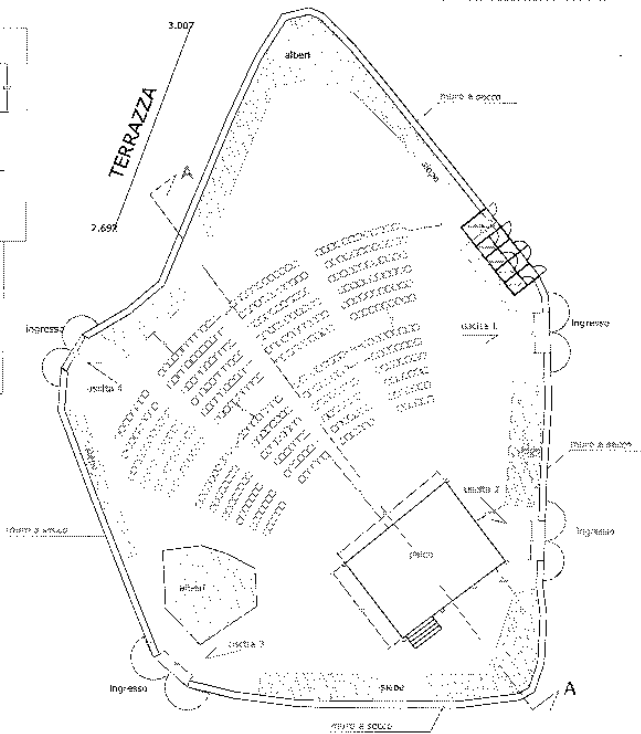 3.007
alberi
TERRAZZA
muro a secco
siepe
A
2.692
ingresso
uscita 1
ingresso
uscita 4
muro a secco
uscita 2
muro a secco
ingresso
palco
alberi
uscita 3
ingresso
siepe
A
muro a secco